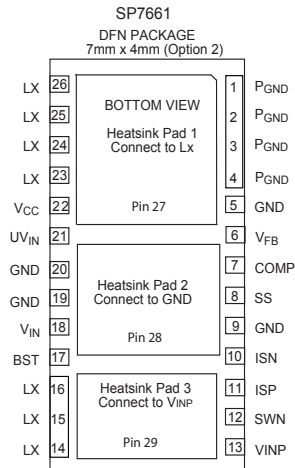 SP7661
DFN PACKAGE
7mm x 4mm (Option 2)
BOTTOM VIEW
Heatsink Pad 1
Connect to Lx
Pin 27
Heatsink Pad 2
Connect to GND
Pin 28
Heatsink Pad 3
Connect to VINP
Pin 29
LX 26
LX 25
LX 24
LX 23
VCC 22
UVIN 21
GND 20
GND 19
VIN 18
BST 17
LX 16
LX 15
LX 14
1 PGND
2 PGND
3 PGND
4 PGND
5 GND
6 VFB
7 COMP
8 SS
9 GND
10 ISN
11 ISP
12 SWN
13 VINP